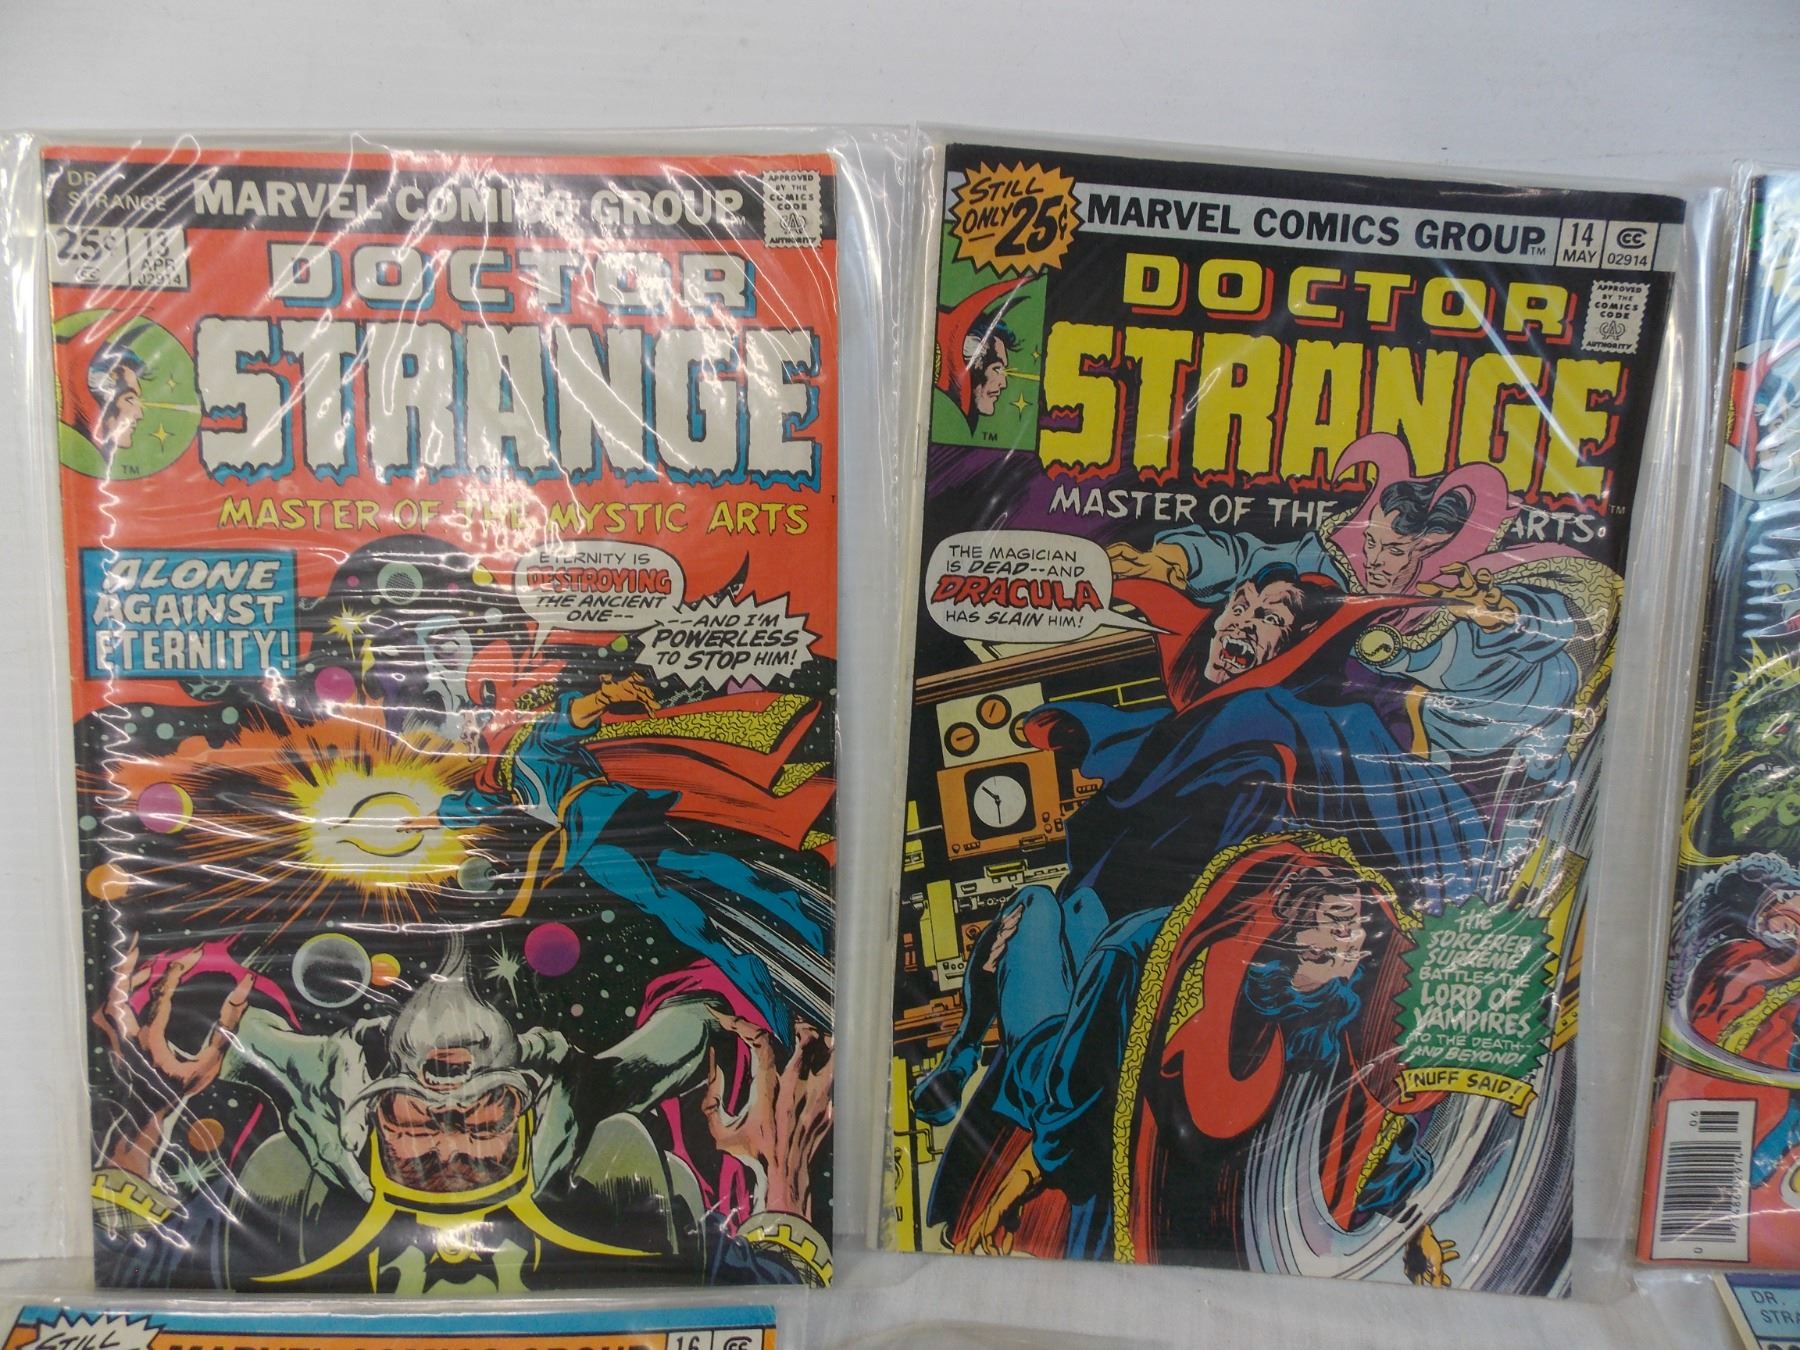 DR.
STRANGE
MARVEL COMICS GROUP
APPROVED
BY THE
COMICS
CODE
AUTHORITY
25¢
13
APR
02914
CC
DOCTOR
STRANGE
TM
MASTER OF THE MYSTIC ARTS
ALONE
AGAINST
ETERNITY!
ETERNITY IS
DESTROYING
THE ANCIENT
ONE--
--AND I'M
POWERLESS
TO STOP HIM!
STILL
ONLY 25¢
MARVEL COMICS GROUP TM
14
MAY
CC
02914
DOCTOR
STRANGE
TM
APPROVED
BY THE
COMICS
CODE
AUTHORITY
TM
MASTER OF THE ARTS
THE MAGICIAN
IS DEAD--AND
DRACULA
HAS SLAIN HIM!
THE
SORCERER
SUPREME
BATTLES THE
LORD OF
VAMPIRES
TO THE DEATH--
AND BEYOND!
'NUFF SAID!
STILL
MARVEL COMICS GROUP
16
CC
DR.
STRA